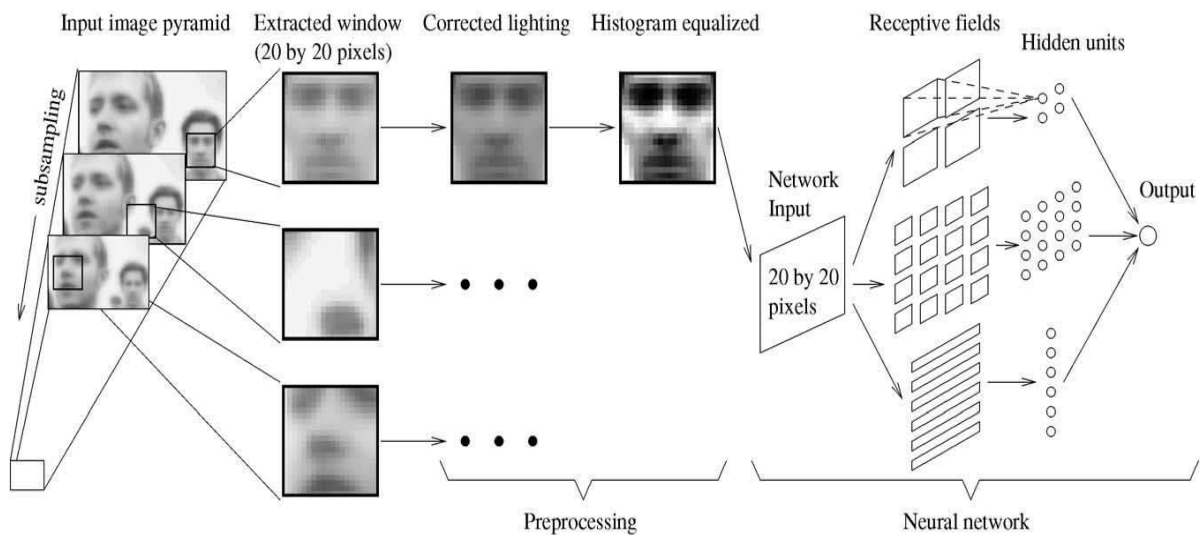 Input image pyramid
Extracted window
(20 by 20 pixels)
Corrected lighting
Histogram equalized
Receptive fields
Hidden units
subsampling
Network
Input
Output
20 by 20
pixels
Preprocessing
Neural network